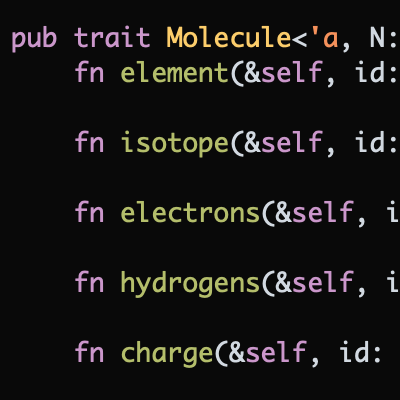 pub trait Molecule<'a, N:
fn element(&self, id:
fn isotope(&self, id:
fn electrons(&self, i
fn hydrogens(&self, i
fn charge(&self, id: